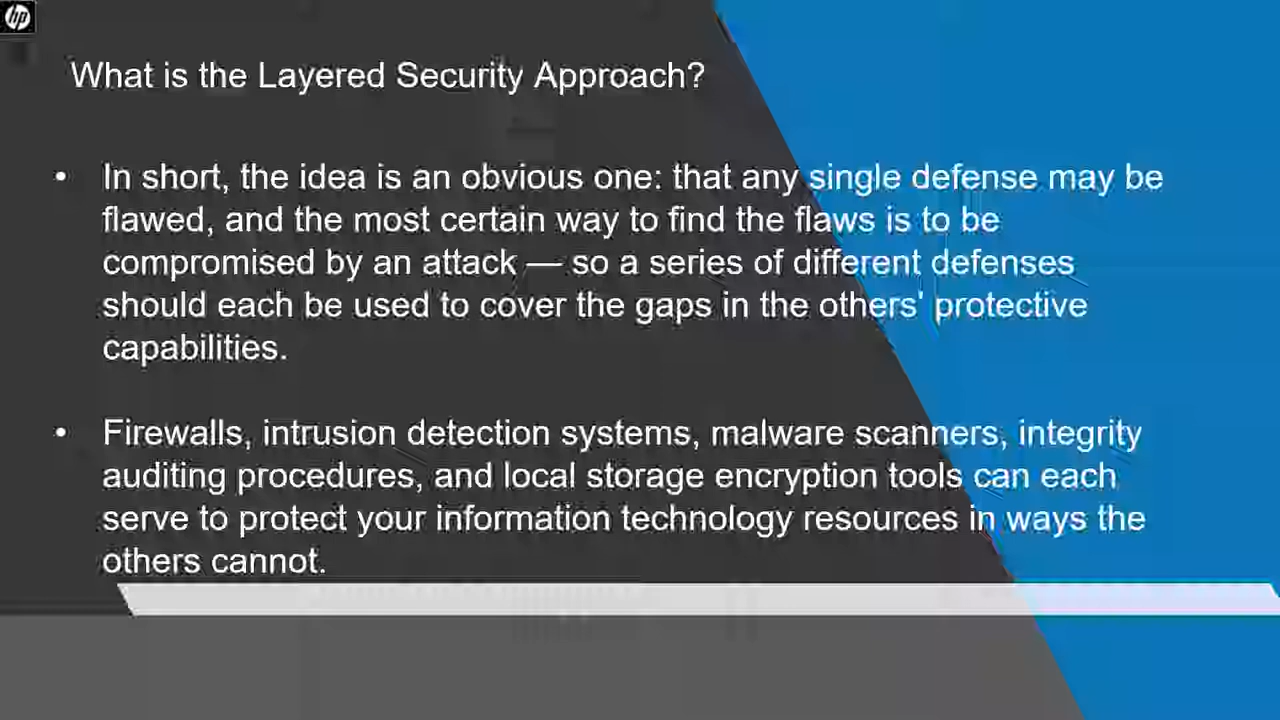 hp
What is the Layered Security Approach?
• In short, the idea is an obvious one: that any single defense may be
flawed, and the most certain way to find the flaws is to be
compromised by an attack — so a series of different defenses
should each be used to cover the gaps in the others' protective
capabilities.
• Firewalls, intrusion detection systems, malware scanners, integrity
auditing procedures, and local storage encryption tools can each
serve to protect your information technology resources in ways the
others cannot.